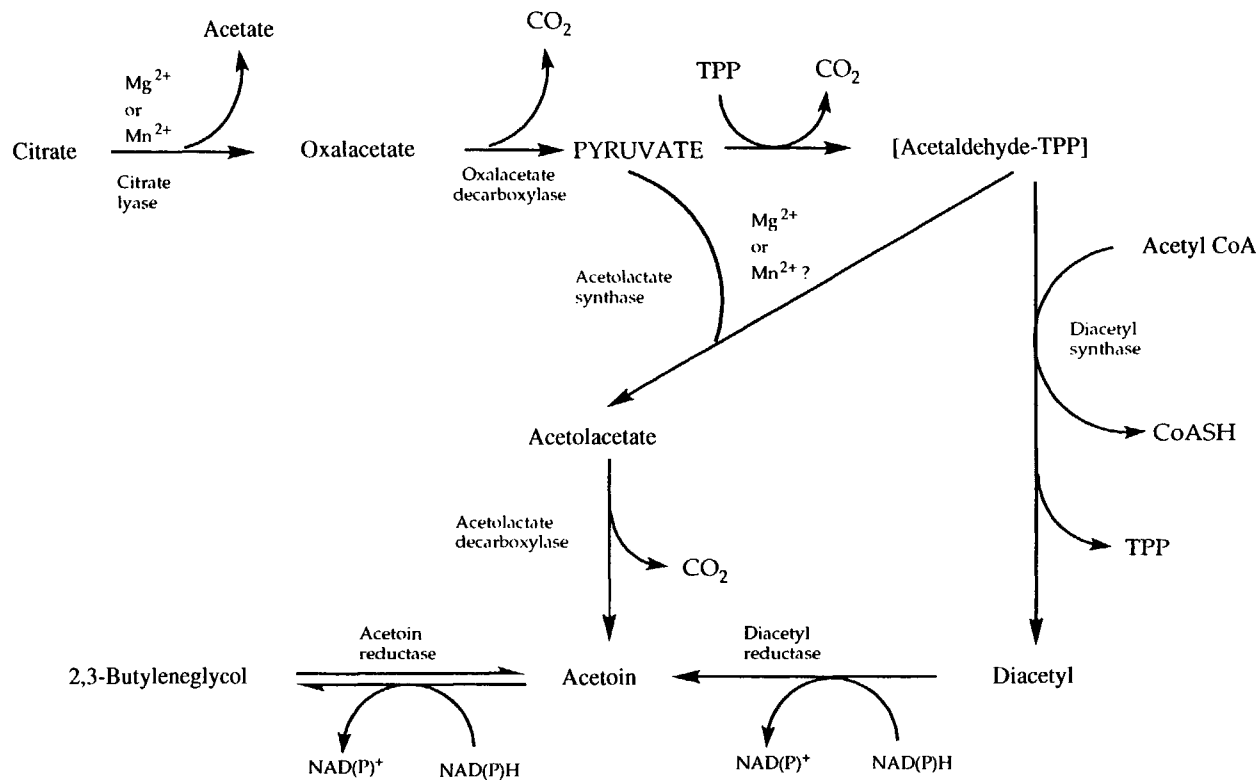 Acetate
CO2
Mg2+
or
Mn2+
TPP
CO2
Citrate
Oxalacetate
PYRUVATE
[Acetaldehyde-TPP]
Citrate
lyase
Oxalacetate
decarboxylase
Mg2+
or
Mn2+ ?
Acetyl CoA
Acetolactate
synthase
Diacetyl
synthase
Acetolacetate
CoASH
Acetolactate
decarboxylase
CO2
TPP
Acetoin
reductase
Diacetyl
reductase
2,3-Butyleneglycol
Acetoin
Diacetyl
NAD(P)+
NAD(P)H
NAD(P)+
NAD(P)H